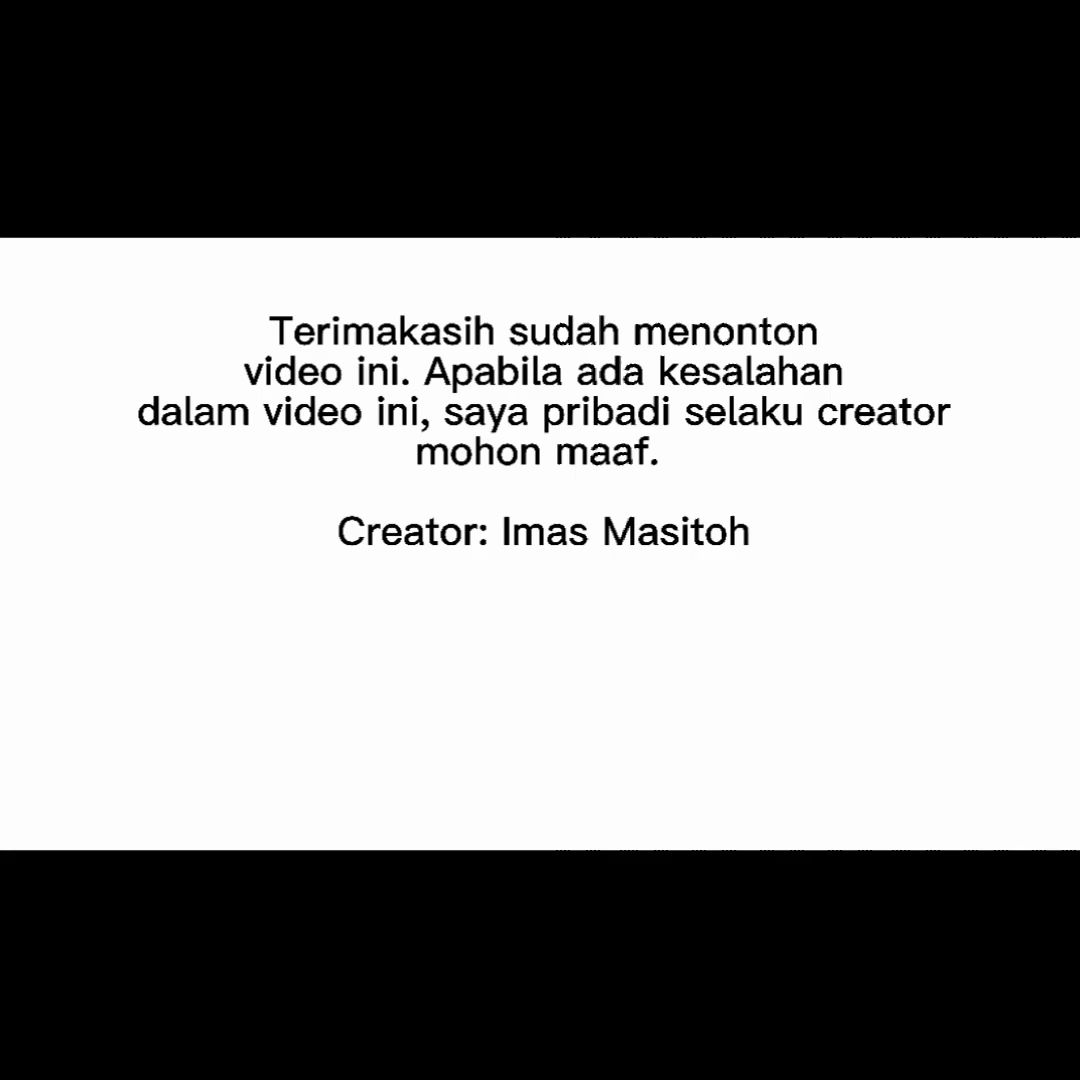 Terimakasih sudah menonton
video ini. Apabila ada kesalahan
dalam video ini, saya pribadi selaku creator
mohon maaf.
Creator: Imas Masitoh